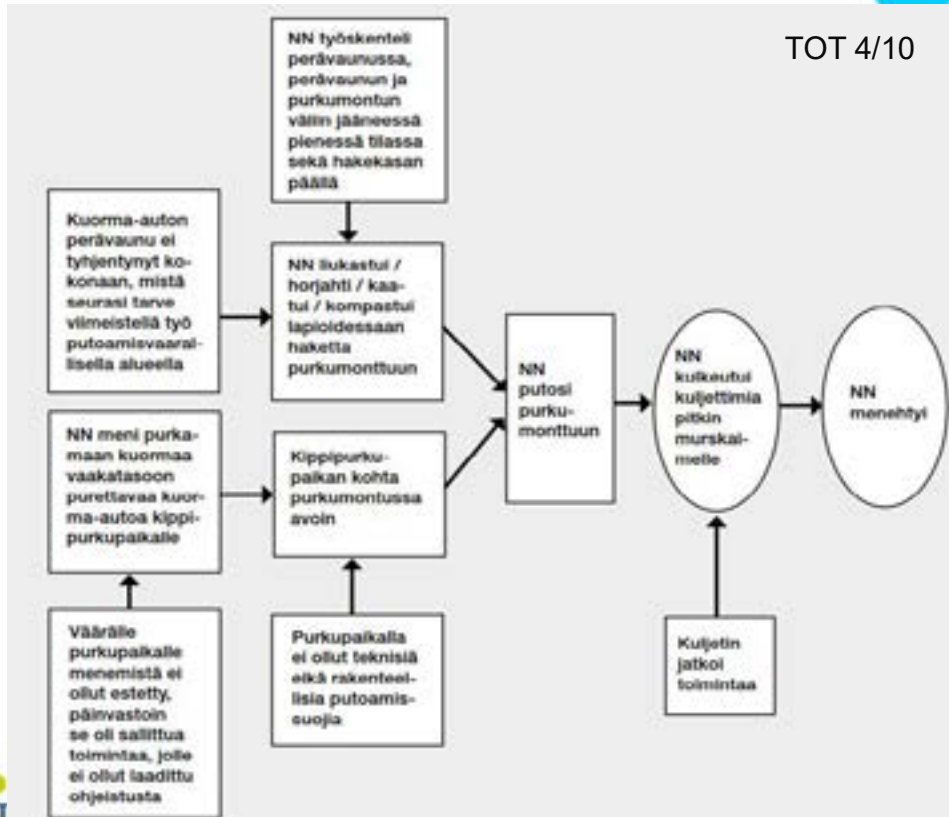 TOT 4/10
NN työskenteli
perävaunussa,
perävaunun ja
purkumontun
väliin jääneessä
pienessä tilassa
sekä hakekasan
päällä
Kuorma-auton
perävaunu ei
tyhjentynyt ko-
konaan, mistä
seurasi tarve
viimeistellä työ
putoamisvaaral-
lisella alueella
NN liukastui /
horjahti / kaa-
tui / kompastui
lapioidessaan
haketta
purkumonttuun
NN meni purka-
maan kuormaa
vaakatasoon
purettavaa kuor-
ma-autoa kippi-
purkupaikalle
Kippipurku-
paikan kohta
purkumontussa
avoin
NN
putosi
purku-
monttuun
NN
kulkeutui
kuljettimia
pitkin
murskai-
melle
NN
menehtyi
Väärälle
purkupaikalle
menemistä ei
ollut estetty,
päinvastoin
se oli sallittua
toimintaa, jolle
ei ollut laadittu
ohjeistusta
Purkupaikalla
ei ollut teknisiä
eikä rakenteel-
lisia putoamis-
suojia
Kuljetin
jatkoi
toimintaa